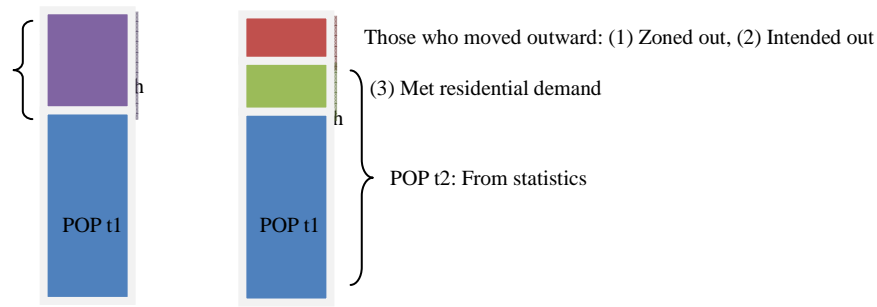 Those who moved outward: (1) Zoned out, (2) Intended out
h
(3) Met residential demand
h
POP t2: From statistics
POP t1
POP t1